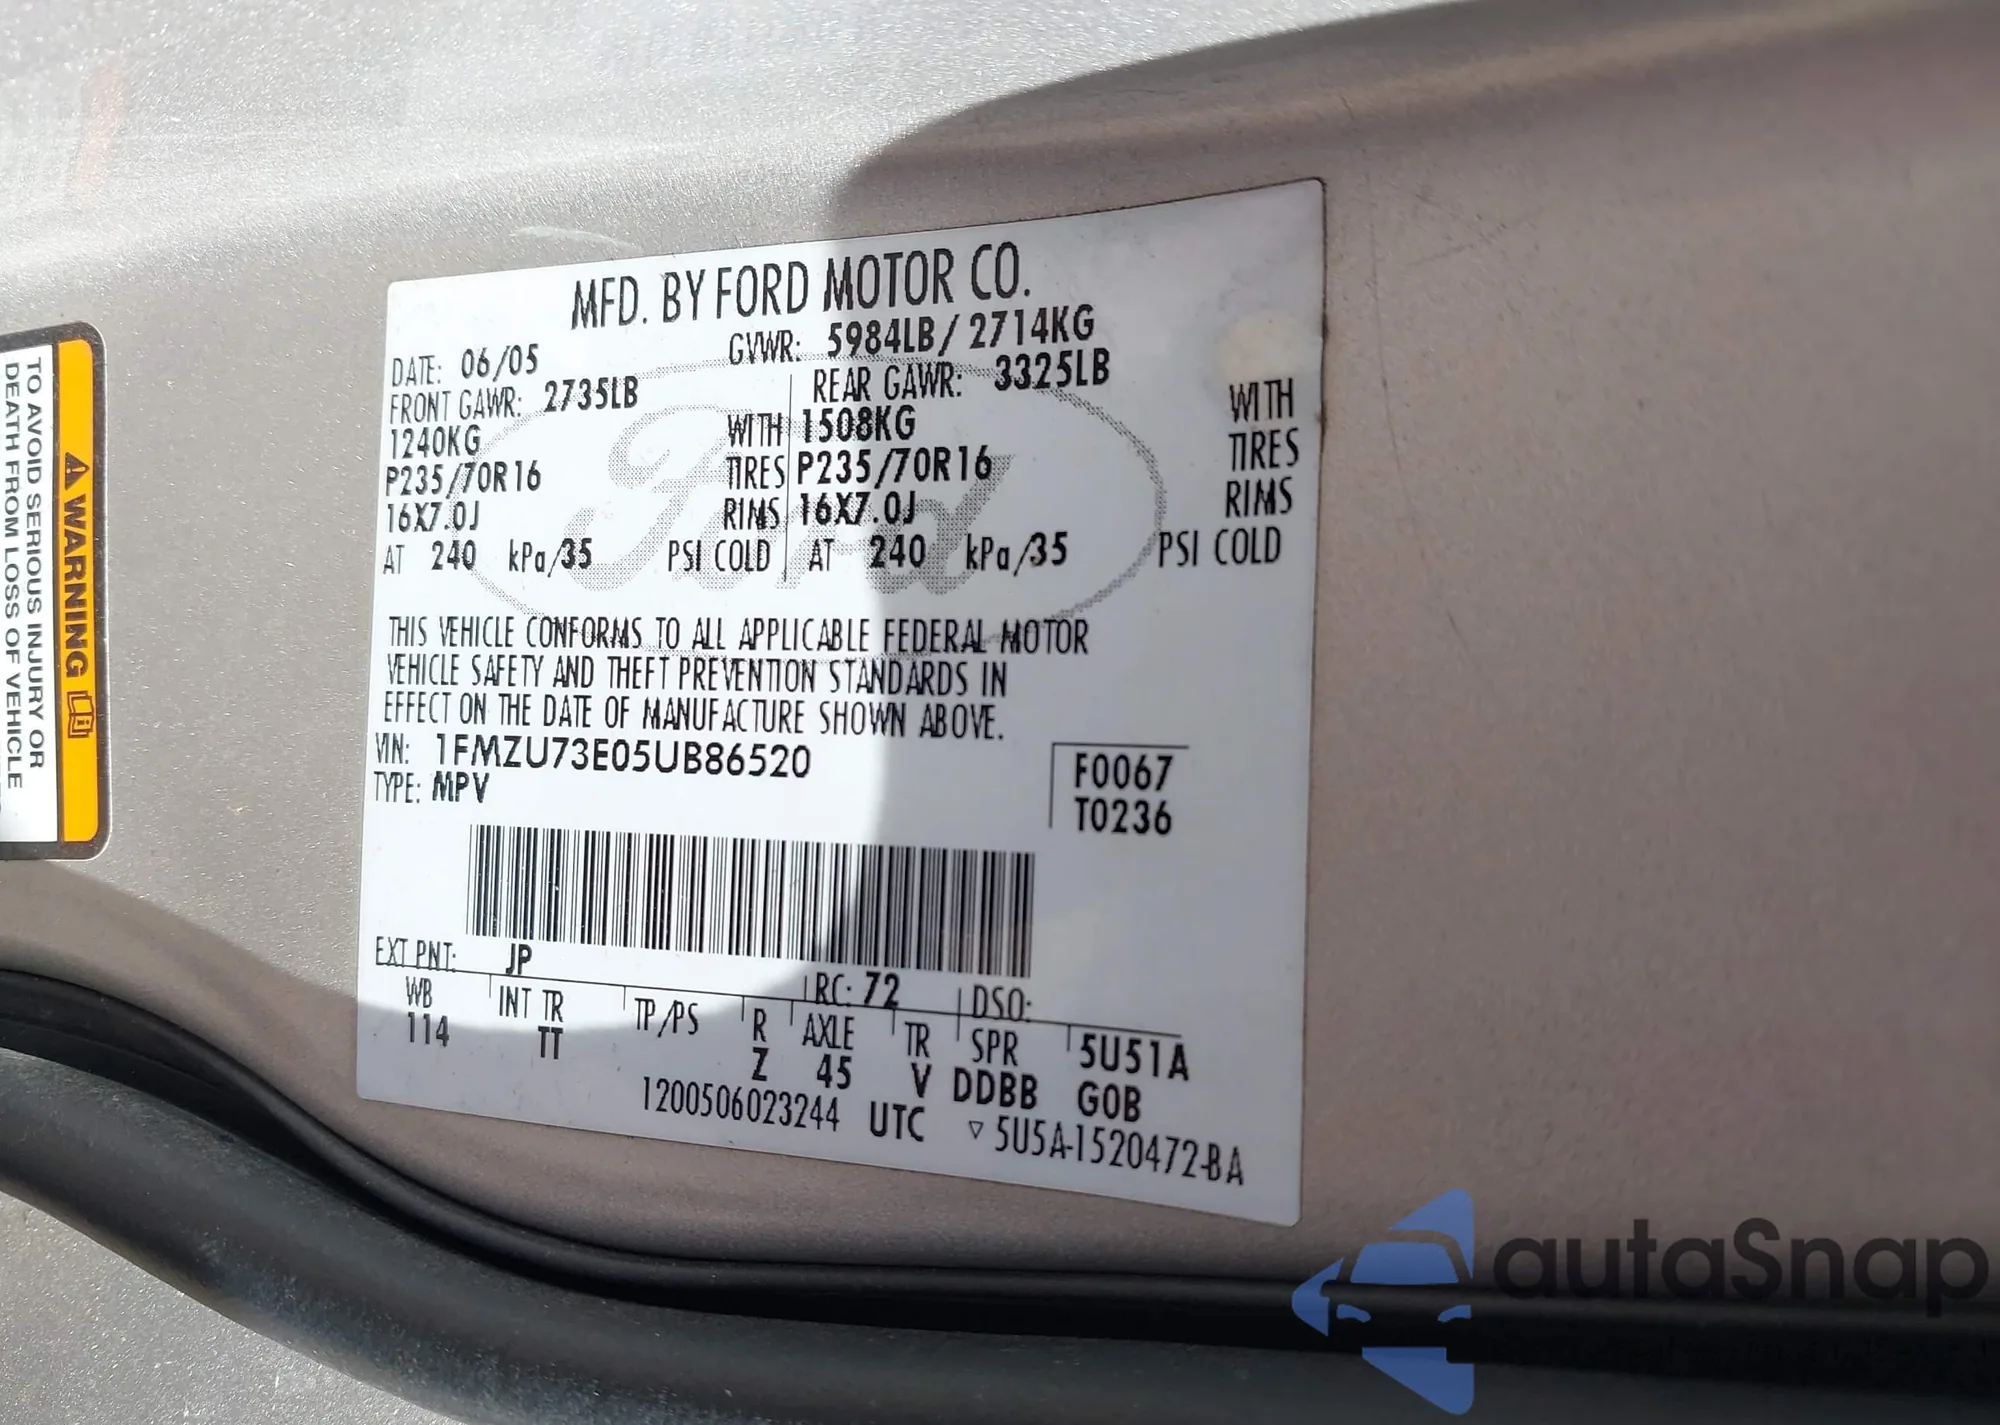 MFD. BY FORD MOTOR CO.
DATE: 06/05 GVWR: 5984LB/ 2714KG
FRONT GAWR: 2735LB REAR GAWR: 3325LB
1240KG WITH 1508KG WITH
P235/70R16 TIRES P235/70R16 TIRES
16X7.0J RIMS 16X7.0J RIMS
AT 240 kPa/35 PSI COLD AT 240 kPa/35 PSI COLD
Ford
THIS VEHICLE CONFORMS TO ALL APPLICABLE FEDERAL MOTOR
VEHICLE SAFETY AND THEFT PREVENTION STANDARDS IN
EFFECT ON THE DATE OF MANUFACTURE SHOWN ABOVE.
VIN: 1FMZU73E05UB86520
TYPE: MPV
F0067
T0236
EXT PNT: JP RC: 72 DSO:
WB INT TR TP/PS R AXLE TR SPR 5U51A
114 TT Z 45 V DDBB GOB
1200506023244 UTC ▽ 5U5A-1520472-BA
⚠ WARNING
TO AVOID SERIOUS INJURY OR
DEATH FROM LOSS OF VEHICLE
autaSnap